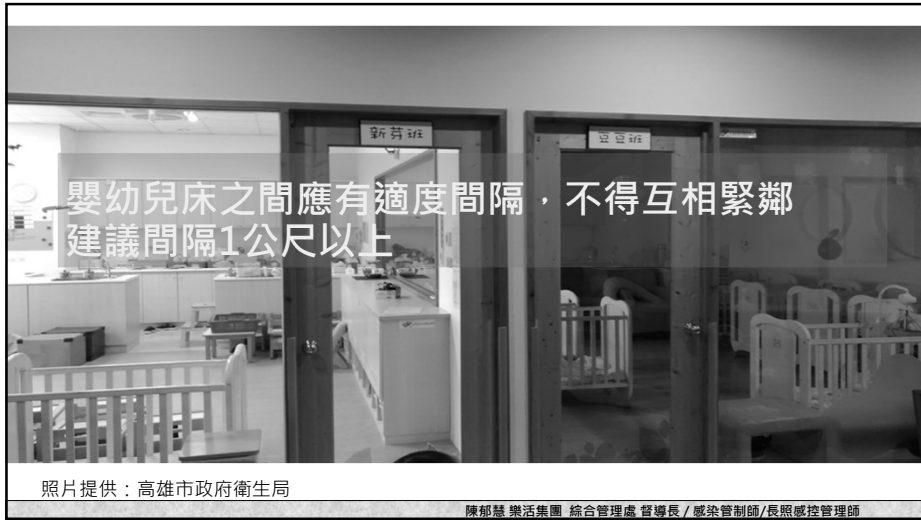 新芽班
豆豆班
嬰幼兒床之間應有適度間隔，不得互相緊鄰
建議間隔1公尺以上
照片提供：高雄市政府衛生局
陳郁慧 樂活集團 綜合管理處 督導長 / 感染管制師/長照感控管理師